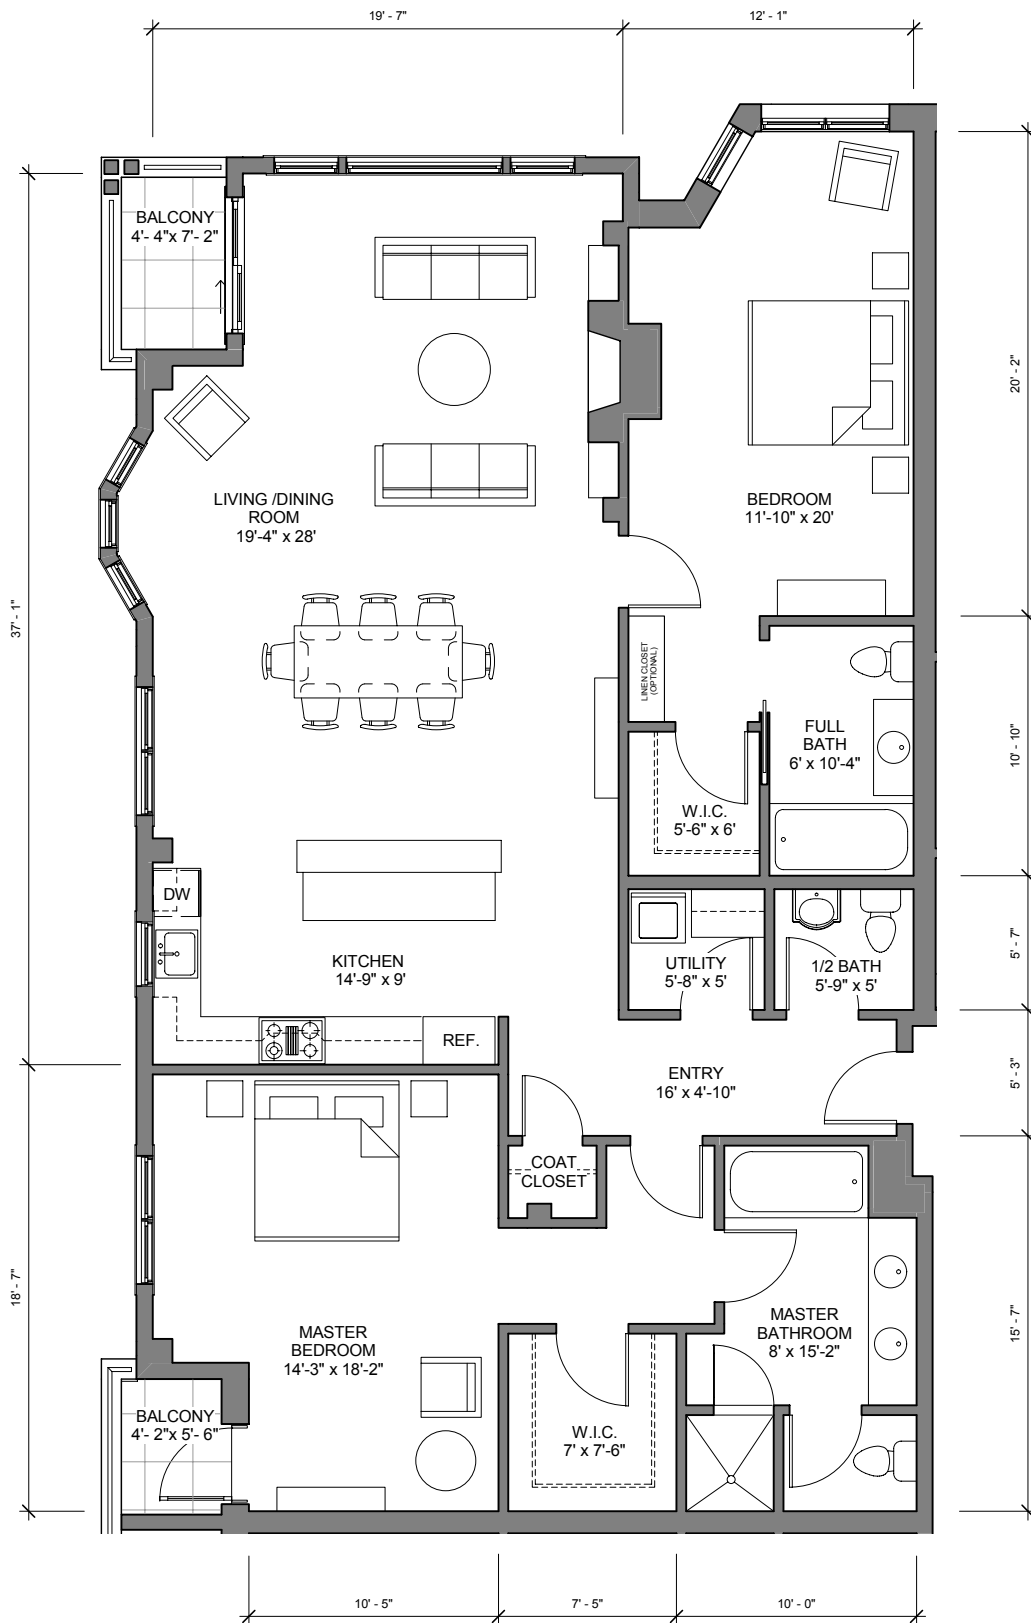 19' - 7"
12' - 1"
BALCONY
4'- 4"x 7'- 2"
20' - 2"
LIVING /DINING
ROOM
19'-4" x 28'
BEDROOM
11'-10" x 20'
37' - 1"
LINEN CLOSET
(OPTIONAL)
FULL
BATH
6' x 10'-4"
10' - 10"
W.I.C.
5'-6" x 6'
DW
KITCHEN
14'-9" x 9'
UTILITY
5'-8" x 5'
1/2 BATH
5'-9" x 5'
5' - 7"
REF.
ENTRY
16' x 4'-10"
5' - 3"
COAT
CLOSET
18' - 7"
MASTER
BEDROOM
14'-3" x 18'-2"
MASTER
BATHROOM
8' x 15'-2"
15' - 7"
BALCONY
4'- 2"x 5'- 6"
W.I.C.
7' x 7'-6"
10' - 5"
7' - 5"
10' - 0"